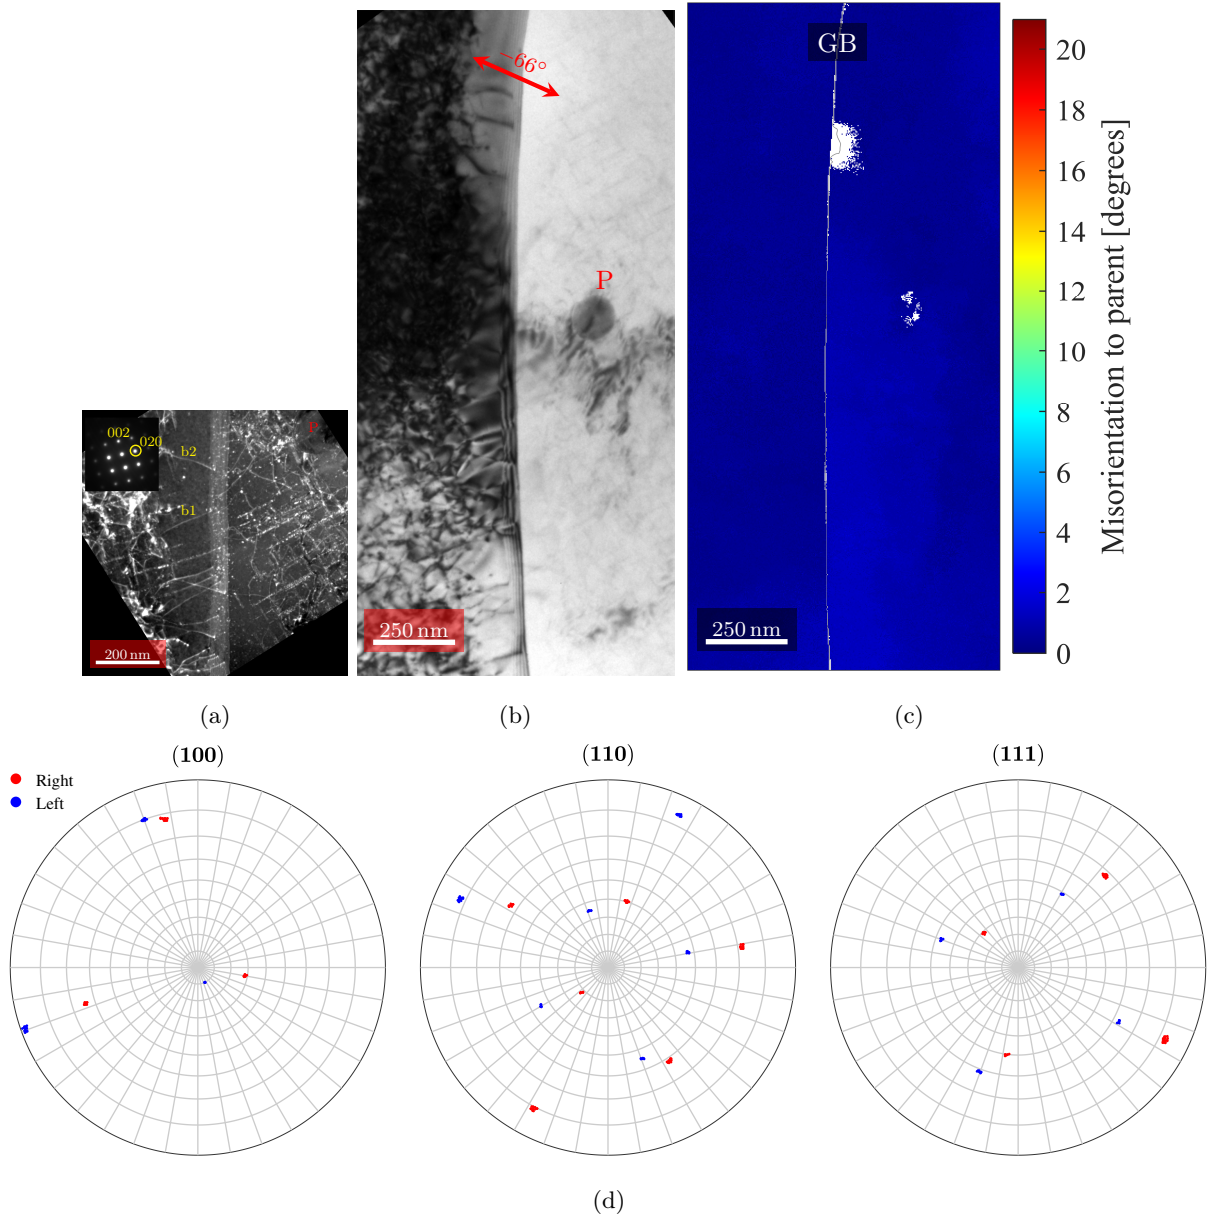 002
020
b2
b1
P
200 nm
(a)
−66°
P
250 nm
(b)
GB
250 nm
(c)
20
18
16
14
12
10
8
6
4
2
0
Misorientation to parent [degrees]
(100)
(110)
(111)
Right
Left
(d)